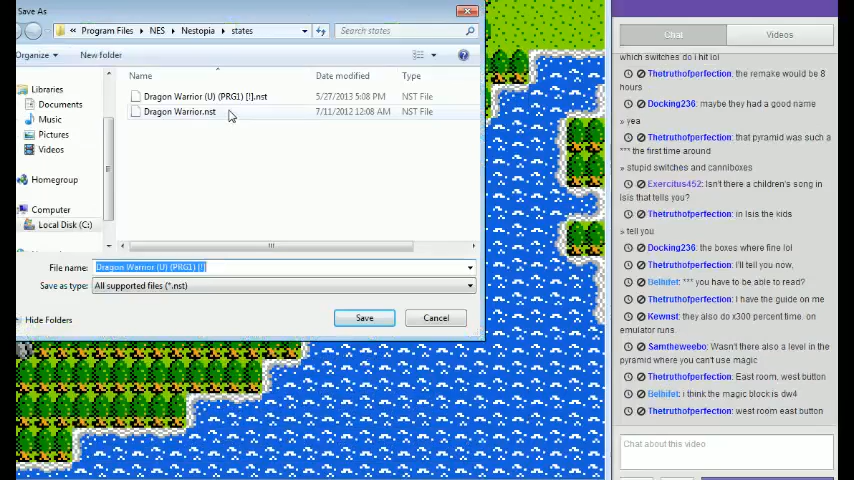 Save As
Program Files
NES
Nestopia
states
Search states
Organize
New folder
Name
Date modified
Type
Libraries
Documents
Music
Pictures
Videos
Homegroup
Computer
Local Disk (C:)
Dragon Warrior (U) (PRG1) [!].nst
5/27/2013 5:08 PM
NST File
Dragon Warrior.nst
7/11/2012 12:08 AM
NST File
File name:
Dragon Warrior (U) (PRG1) [!]
Save as type:
All supported files (*.nst)
Hide Folders
Save
Cancel
Chat
Videos
which switches do i hit lol
Thetruthofperfection: the remake would be 8
hours
Docking236: maybe they had a good name
» yea
Thetruthofperfection: that pyramid was such a
*** the first time around
» stupid switches and canniboxes
Exercitus452: Isn't there a children's song in
Isis that tells you?
Thetruthofperfection: in Isis the kids
» tell you
Docking236: the boxes where fine lol
Thetruthofperfection: I'll tell you now,
Belhifet: *** you have to be able to read?
Thetruthofperfection: I have the guide on me
Kewnst: they also do x300 percent time. on
emulator runs.
Samtheweebo: Wasn't there also a level in the
pyramid where you can't use magic
Thetruthofperfection: East room, west button
Belhifet: i think the magic block is dw4
Thetruthofperfection: west room east button
Chat about this video